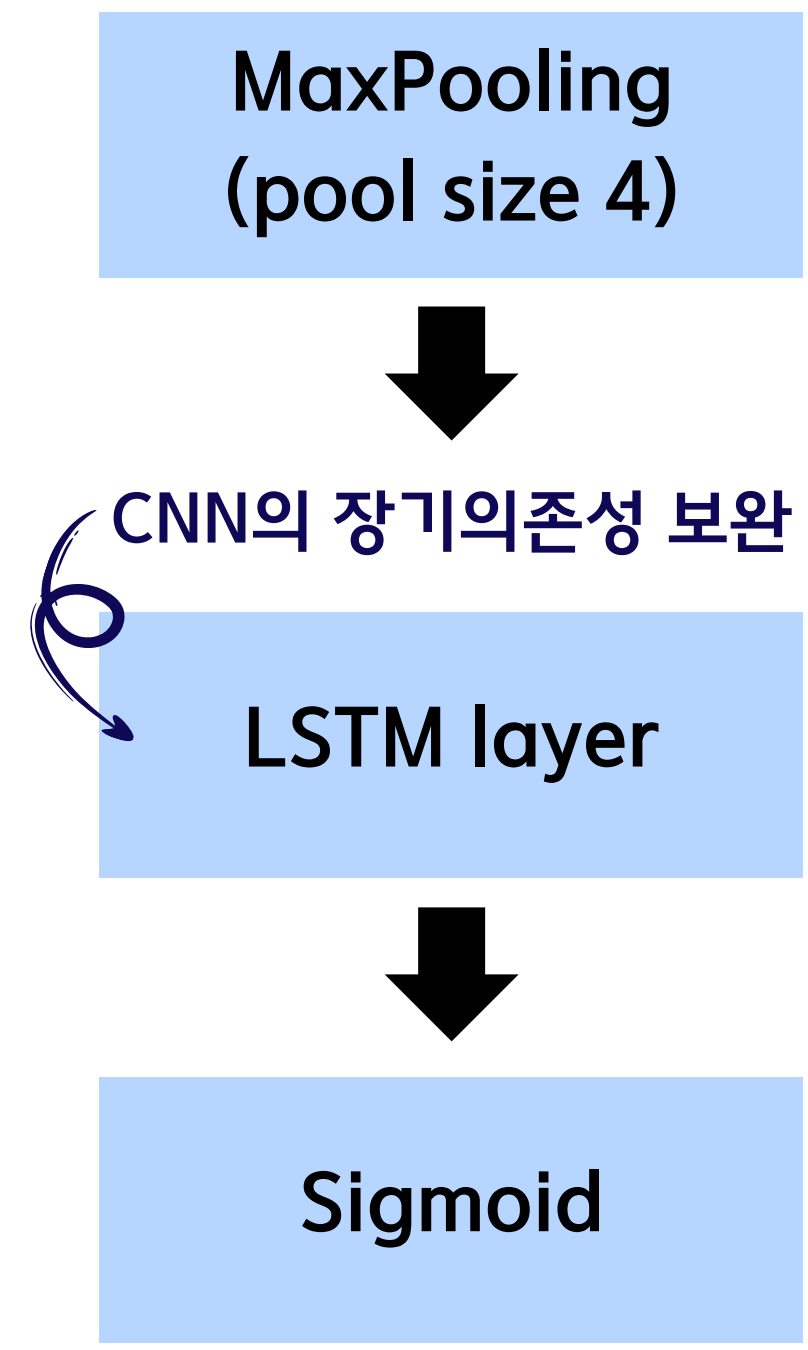 MaxPooling
(pool size 4)
CNN의 장기의존성 보완
LSTM layer
Sigmoid